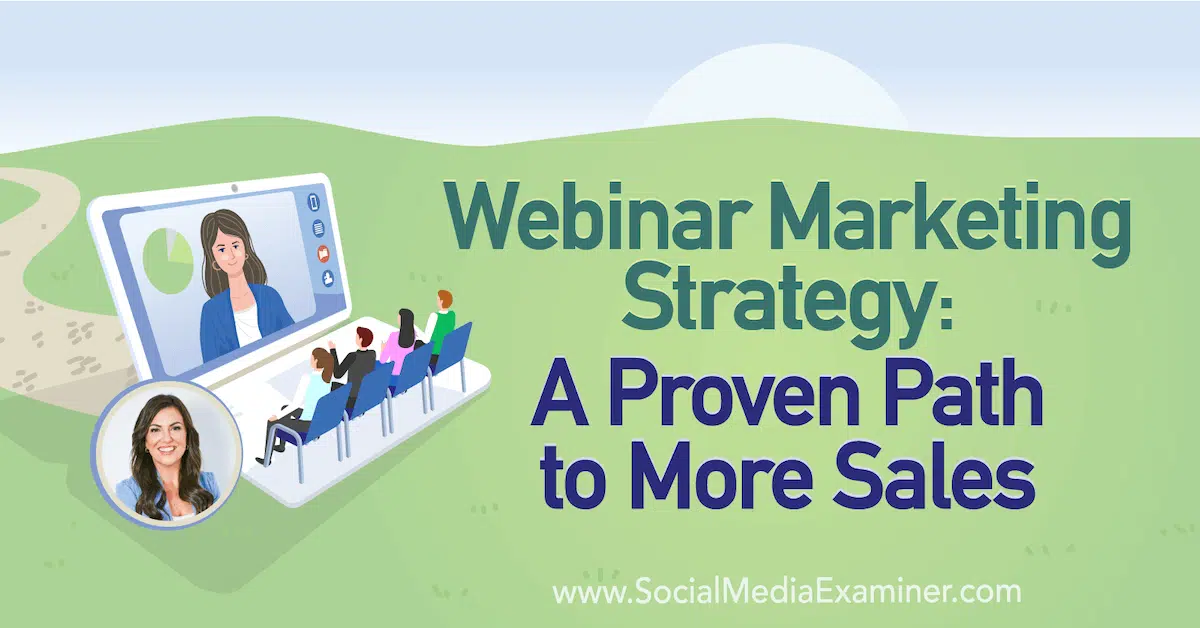 Webinar Marketing
Strategy:
A Proven Path
to More Sales
www.SocialMediaExaminer.com